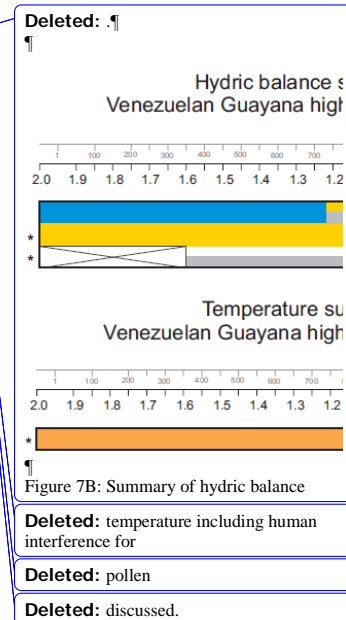 Deleted: .¶
¶
Hydric balance s
Venezuelan Guayana high
1 100 200 300 400 500 600 700
2.0 1.9 1.8 1.7 1.6 1.5 1.4 1.3 1.2
*
*
Temperature su
Venezuelan Guayana high
1 100 200 300 400 500 600 700 8
2.0 1.9 1.8 1.7 1.6 1.5 1.4 1.3 1.2
*
¶
Figure 7B: Summary of hydric balance
Deleted: temperature including human
interference for
Deleted: pollen
Deleted: discussed.